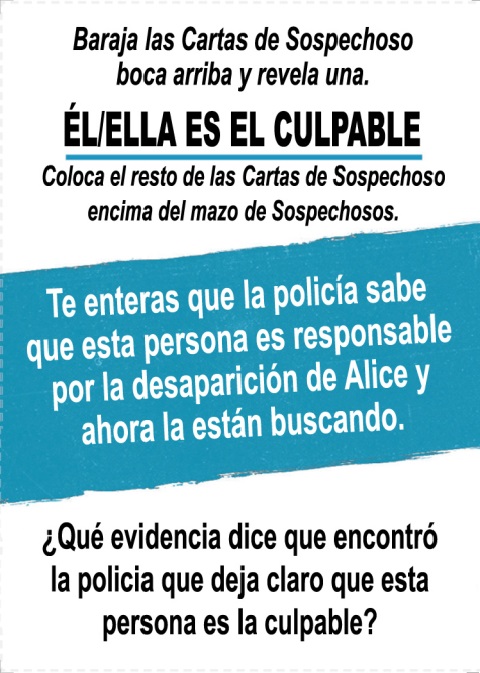 Baraja las Cartas de Sospechoso
boca arriba y revela una.
ÉL/ELLA ES EL CULPABLE
Coloca el resto de las Cartas de Sospechoso
encima del mazo de Sospechosos.
Te enteras que la policía sabe
que esta persona es responsable
por la desaparición de Alice y
ahora la están buscando.
¿Qué evidencia dice que encontró
la policia que deja claro que esta
persona es la culpable?